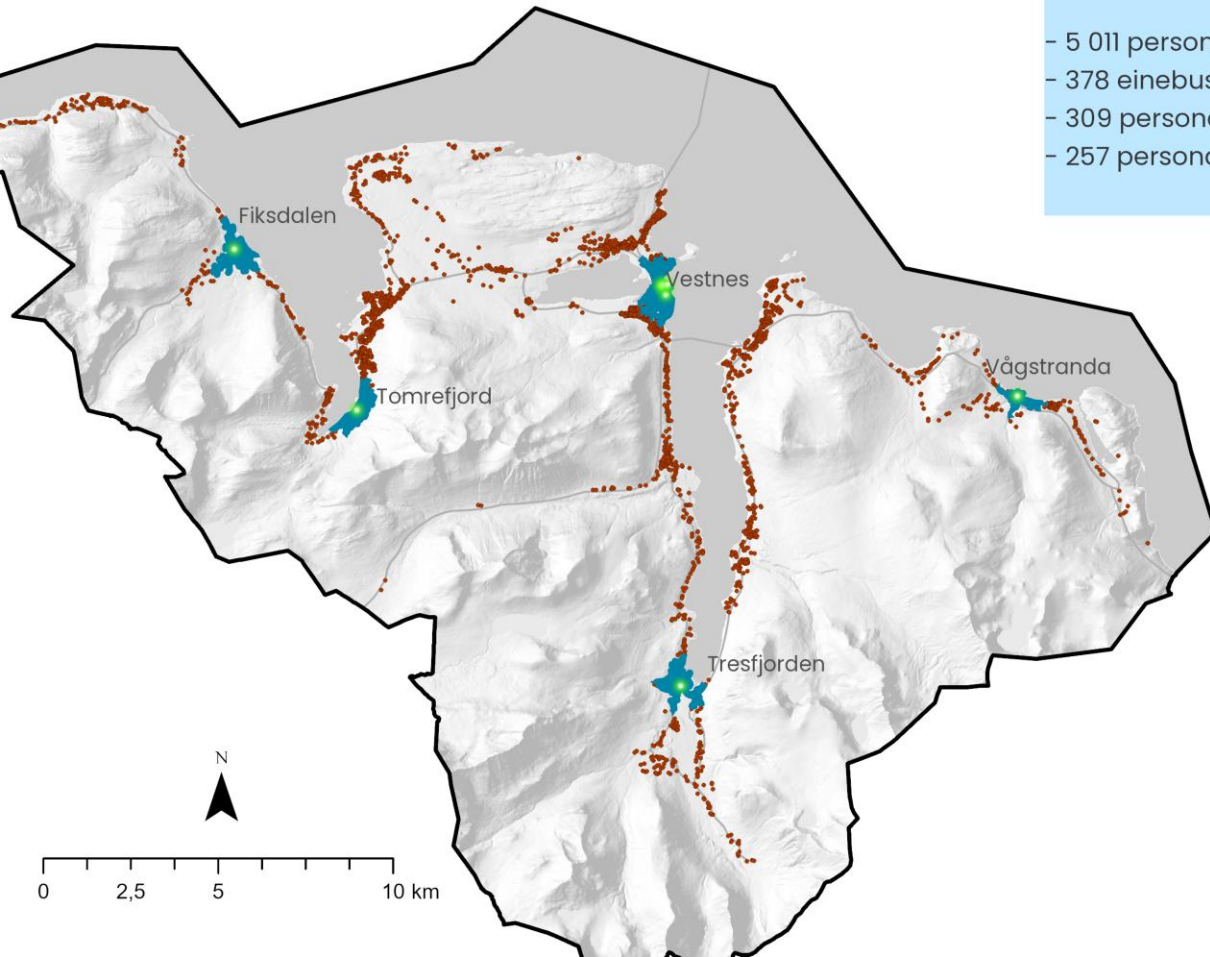 - 5 011 person
- 378 einebus
- 309 persona
- 257 persona
Fiksdalen
Vestnes
Vågstranda
Tomrefjord
Tresfjorden
N
0 2,5 5 10 km